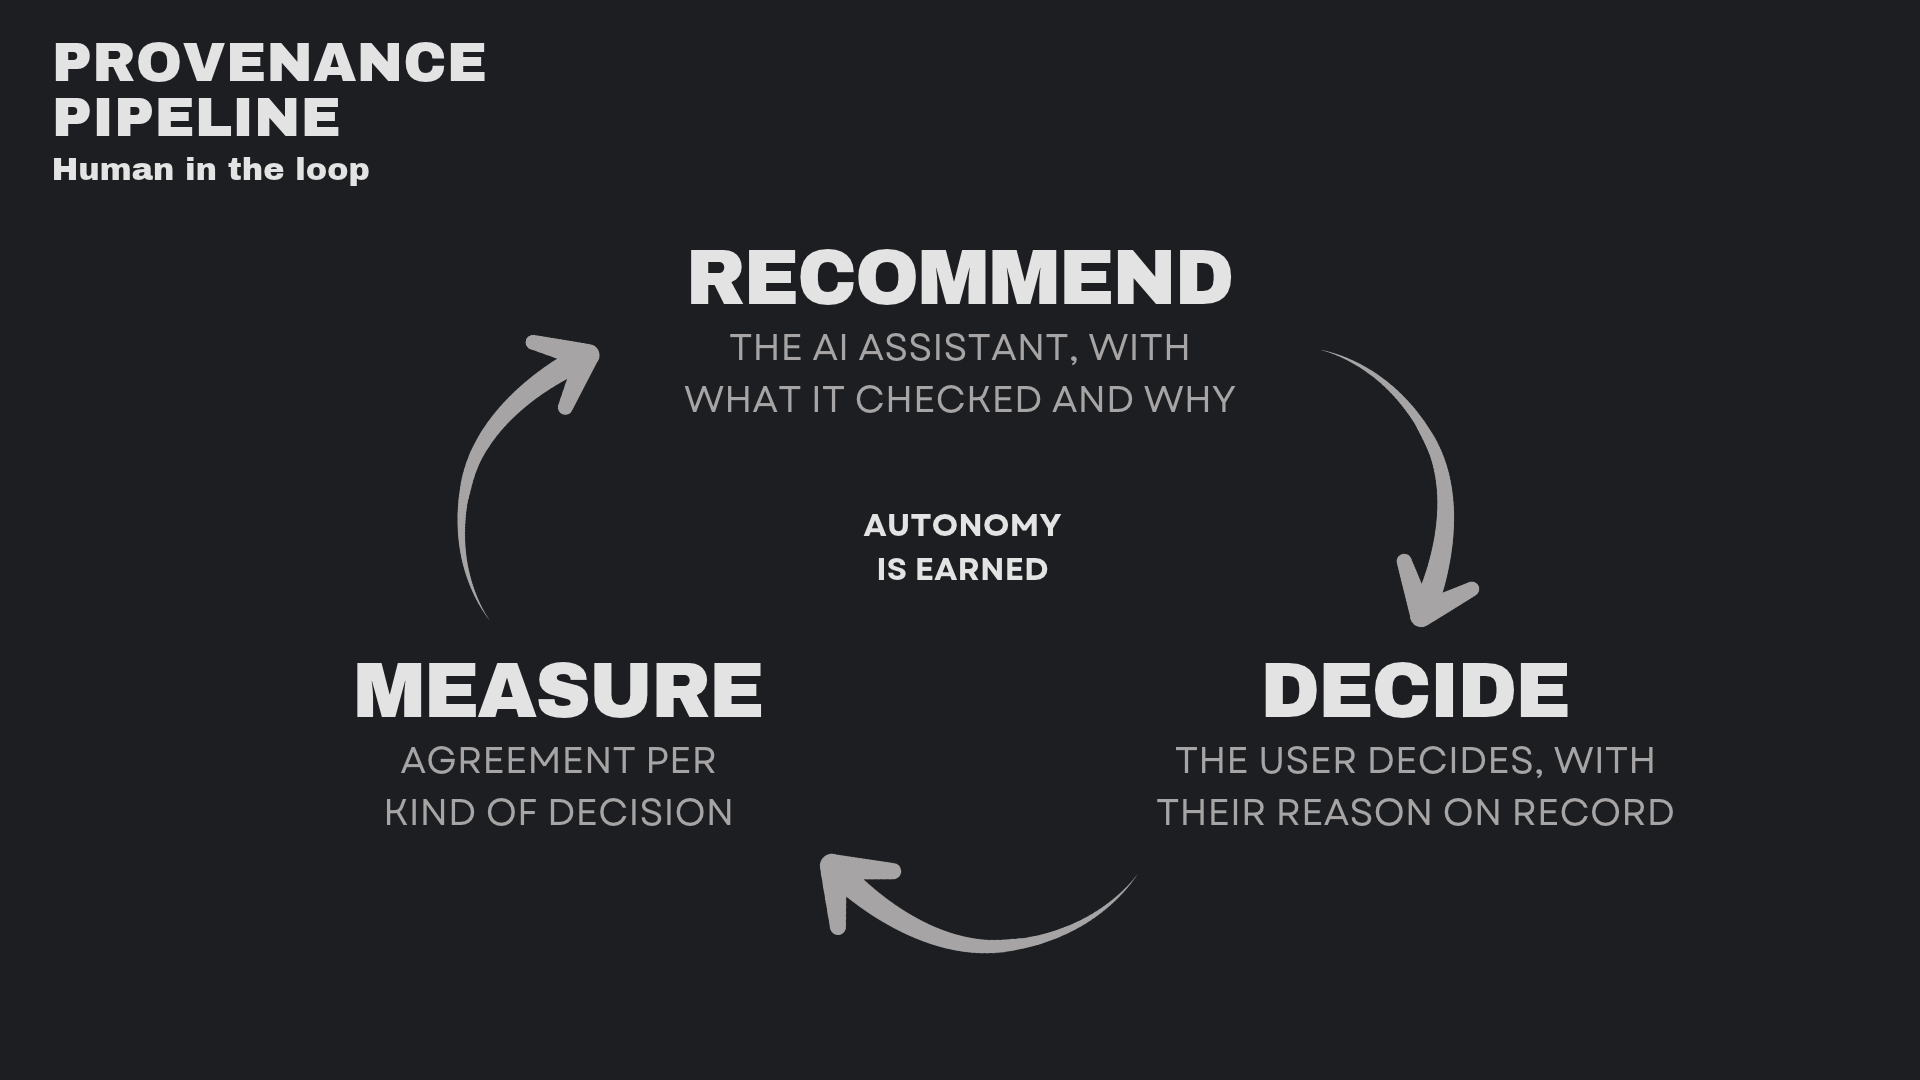 PROVENANCE
PIPELINE
Human in the loop
RECOMMEND
THE AI ASSISTANT, WITH
WHAT IT CHECKED AND WHY
AUTONOMY
IS EARNED
MEASURE
AGREEMENT PER
KIND OF DECISION
DECIDE
THE USER DECIDES, WITH
THEIR REASON ON RECORD